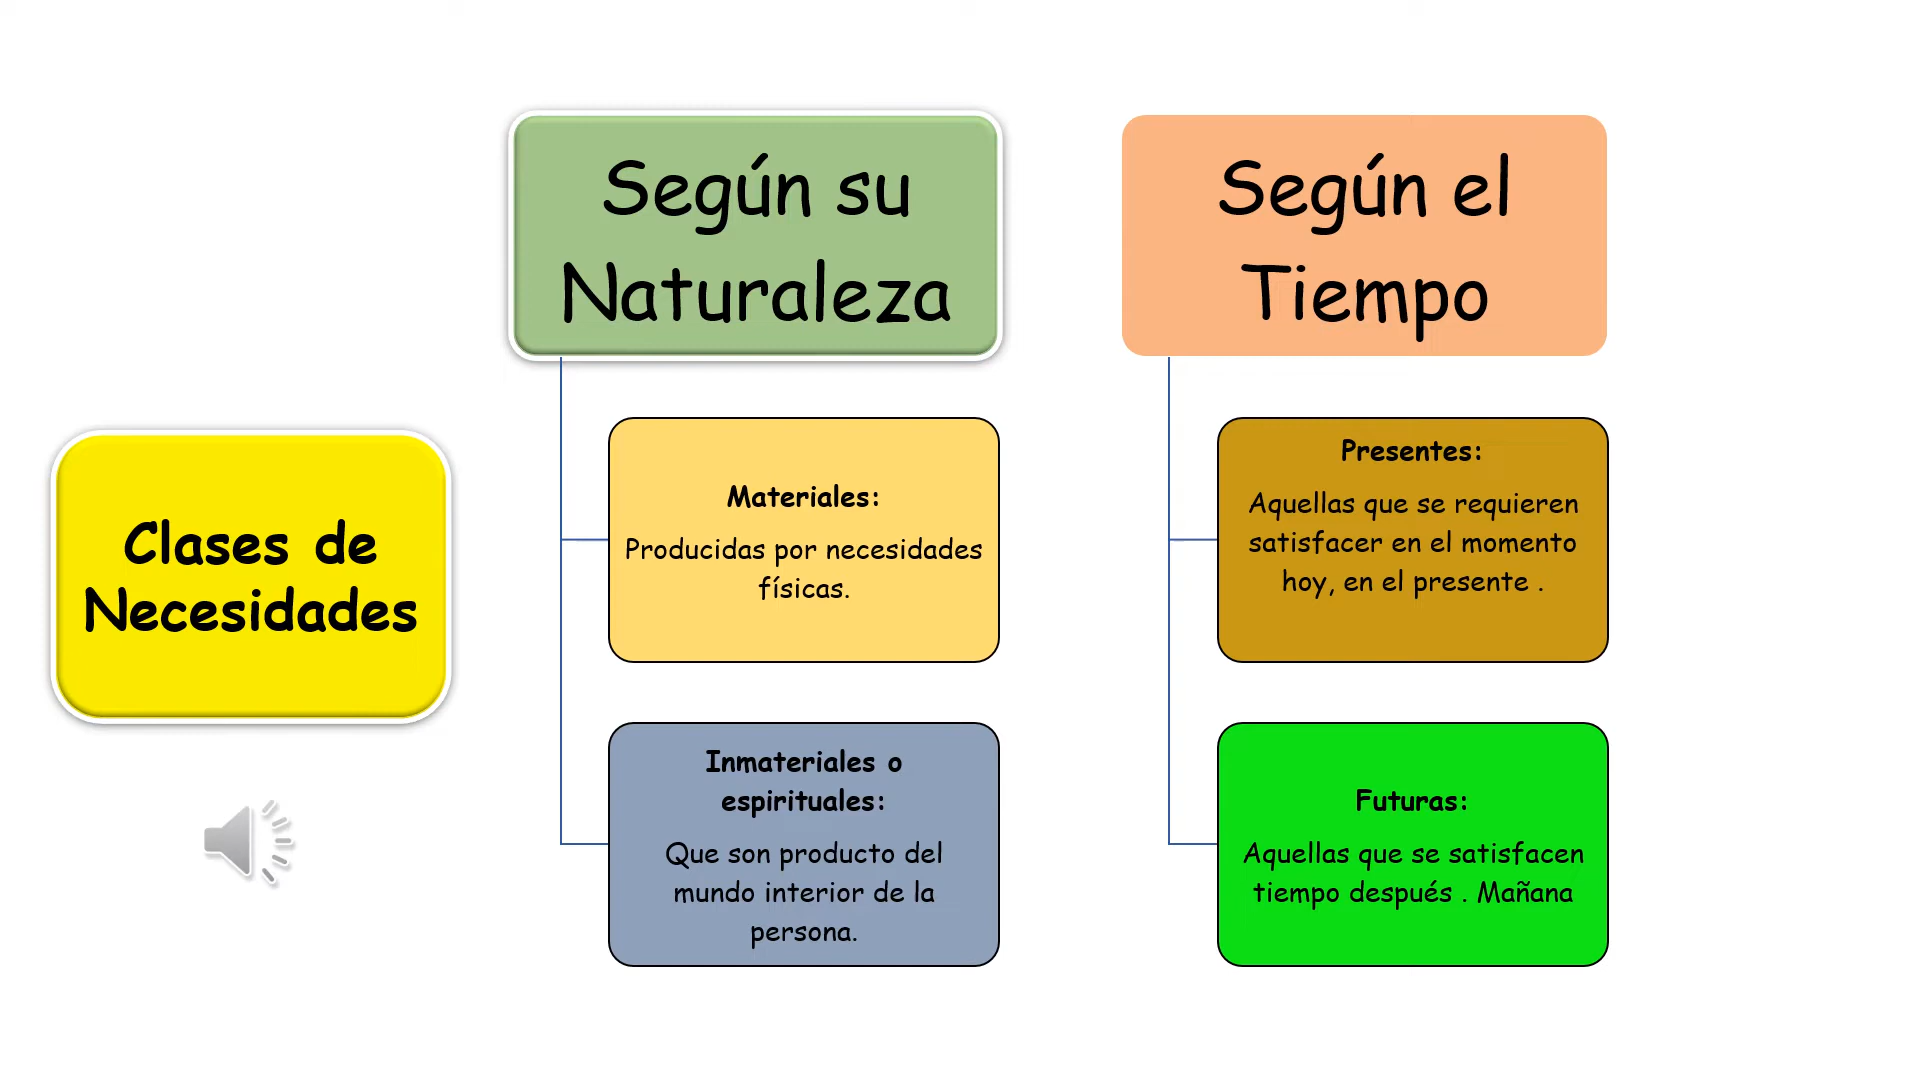 Clases de
Necesidades
Según su
Naturaleza
Materiales:
Producidas por necesidades
físicas.
Inmateriales o
espirituales:
Que son producto del
mundo interior de la
persona.
Según el
Tiempo
Presentes:
Aquellas que se requieren
satisfacer en el momento
hoy, en el presente .
Futuras:
Aquellas que se satisfacen
tiempo después . Mañana